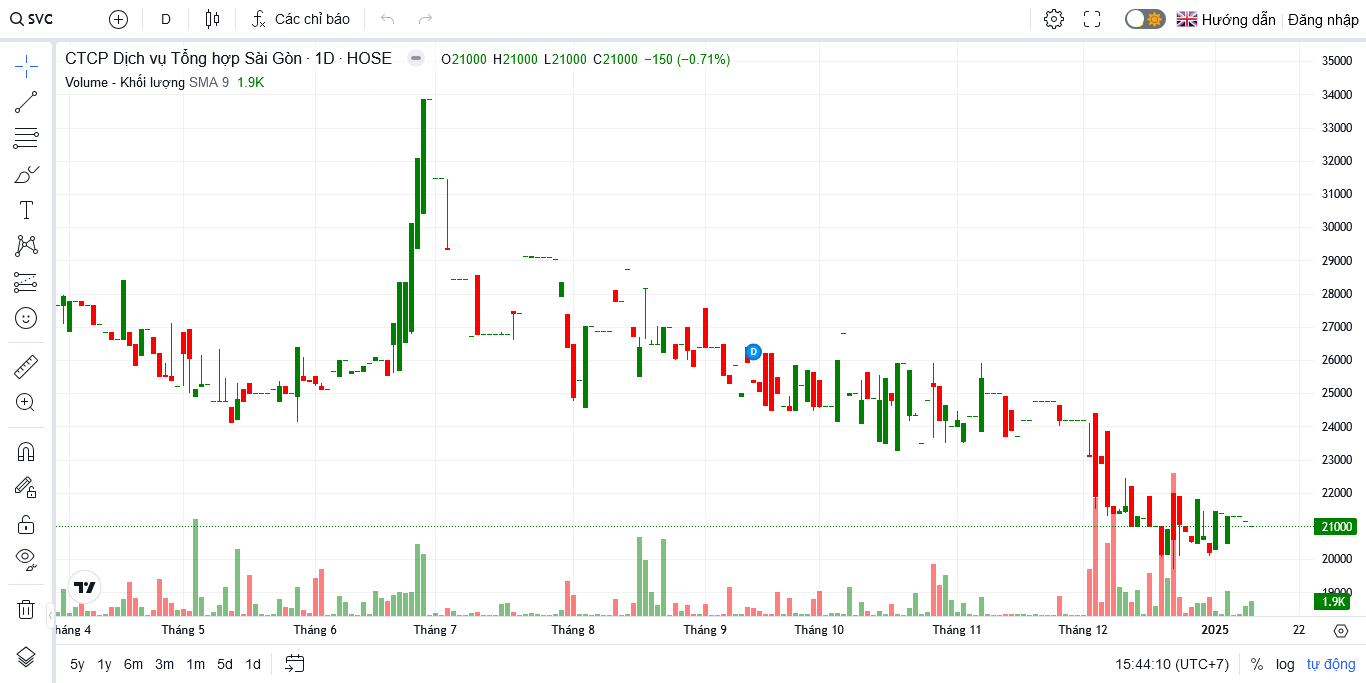 SVC D Các chỉ báo Hướng dẫn Đăng nhập
CTCP Dịch vụ Tổng hợp Sài Gòn · 1D · HOSE O21000 H21000 L21000 C21000 −150 (−0.71%)
Volume - Khối lượng SMA 9 1.9K
35000
34000
33000
32000
31000
30000
29000
28000
27000
26000
25000
24000
23000
22000
21000
20000
19000
1.9K
D
háng 4 Tháng 5 Tháng 6 Tháng 7 Tháng 8 Tháng 9 Tháng 10 Tháng 11 Tháng 12 2025 22
5y 1y 6m 3m 1m 5d 1d 15:44:10 (UTC+7) % log tự động